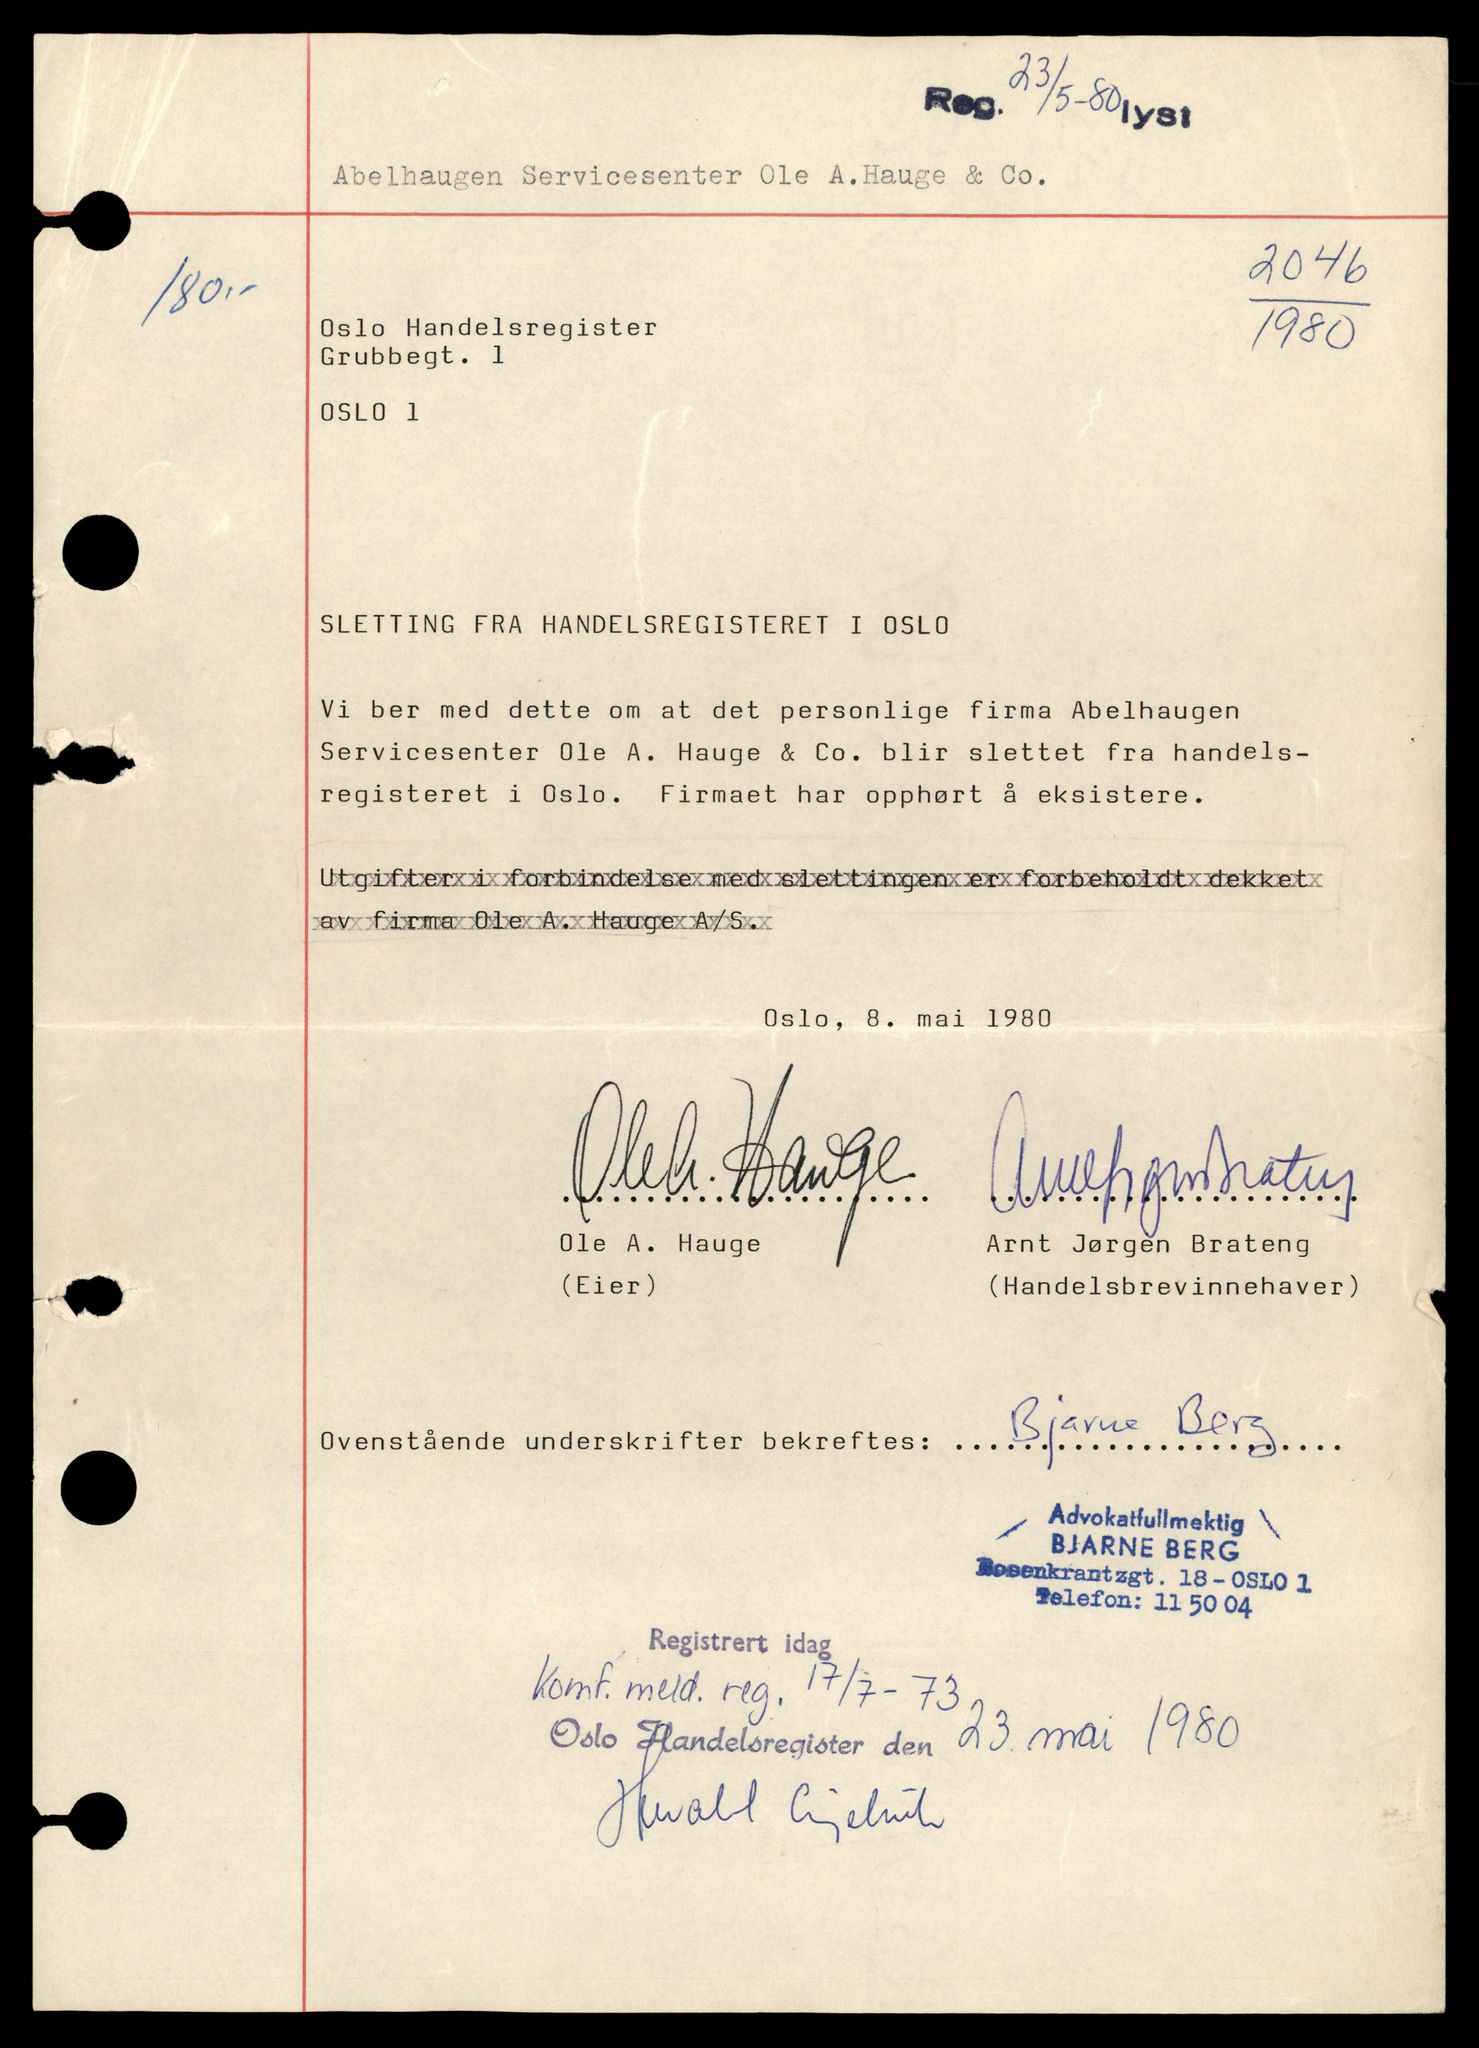 Reg. 23/5-80 lyst
Abelhaugen Servicesenter Ole A.Hauge & Co.
180.-
2046
1980
Oslo Handelsregister
Grubbegt. 1
OSLO 1
SLETTING FRA HANDELSREGISTERET I OSLO
Vi ber med dette om at det personlige firma Abelhaugen
Servicesenter Ole A. Hauge & Co. blir slettet fra handels-
registeret i Oslo. Firmaet har opphørt å eksistere.
Utgifter i forbindelse med slettingen er forbeholdt dekket
av firma Ole A. Hauge A/S.
Oslo, 8. mai 1980
Ole A. Hauge
Ole A. Hauge
Arnt Jørgen Brateng
(Eier)
(Handelsbrevinnehaver)
Ovenstående underskrifter bekreftes: Bjarne Berg
Advokatfullmektig
BJARNE BERG
Rosenkrantzgt. 18 - OSLO 1
Telefon: 11 50 04
Registrert idag
Komf. meld. reg. 17/7-73
Oslo Handelsregister den 23. mai 1980